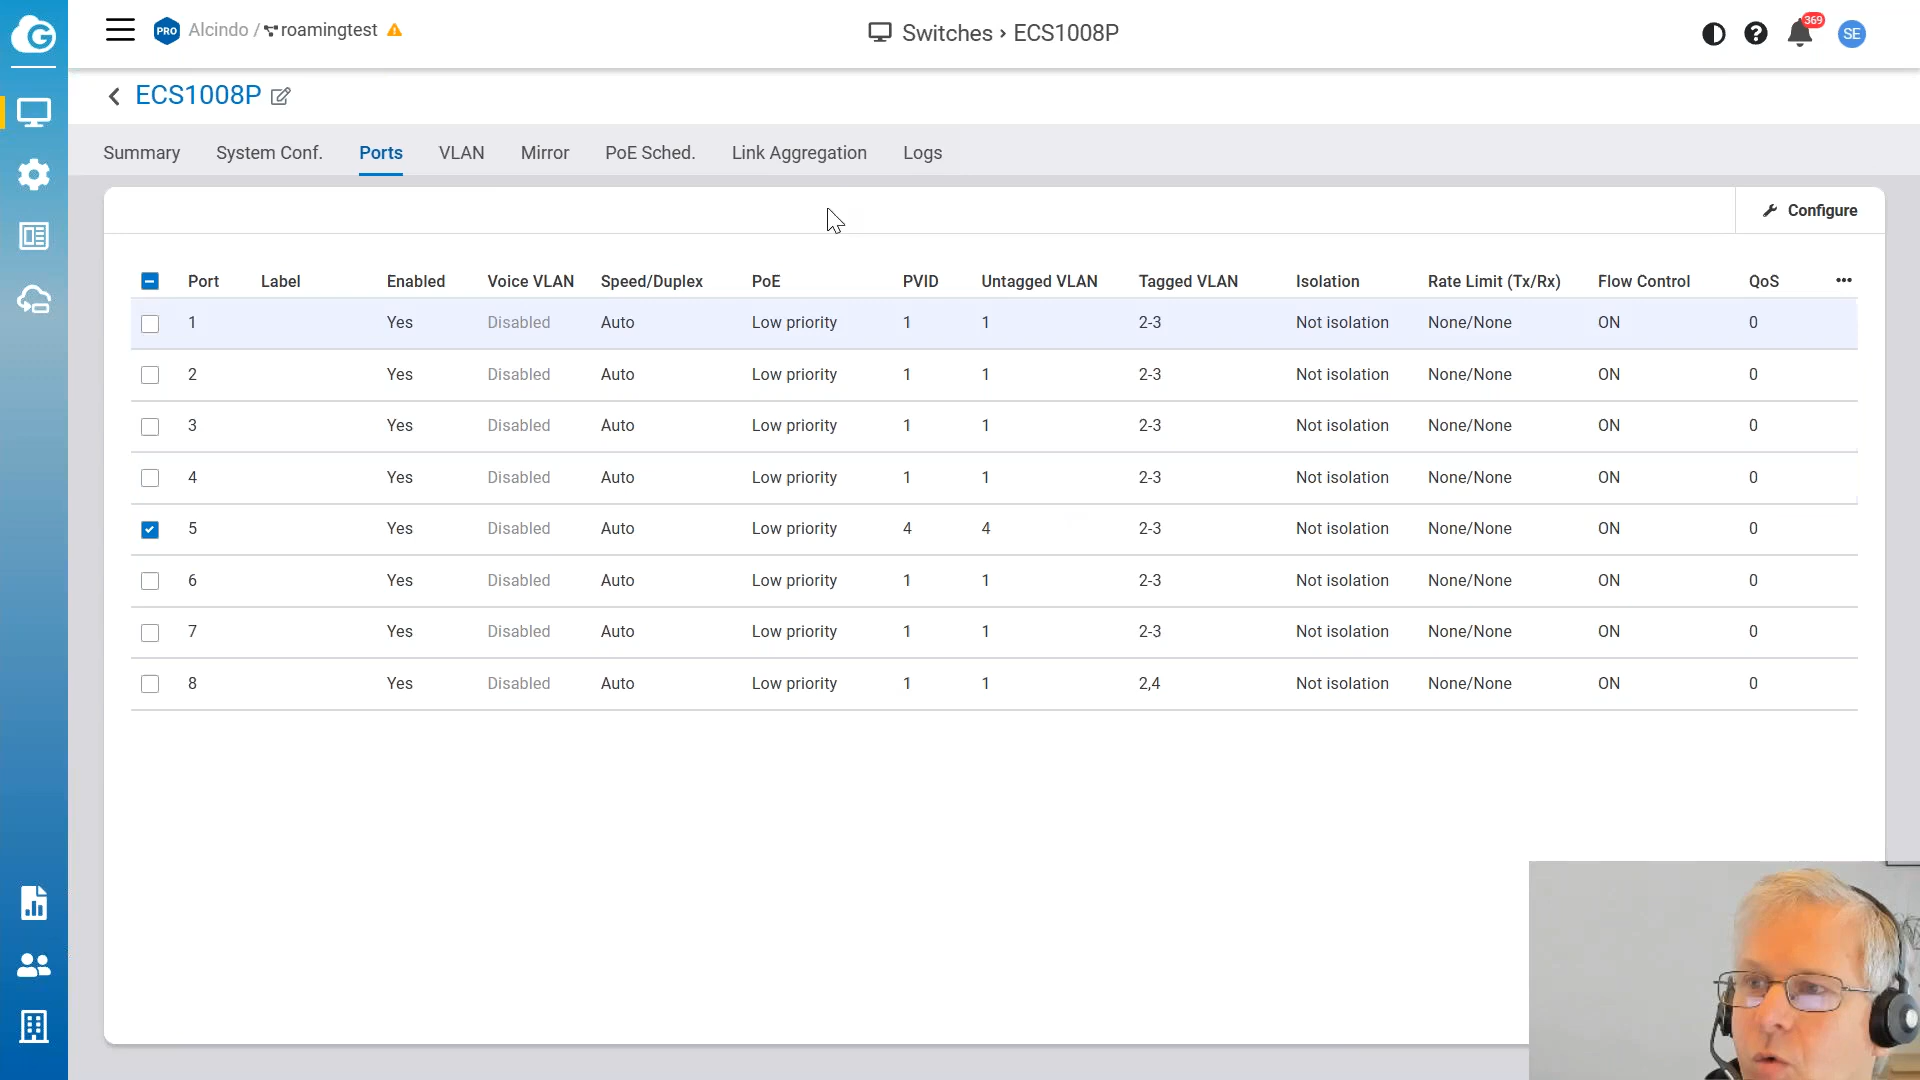 PRO Alcindo / roamingtest
Switches › ECS1008P
369
SE
ECS1008P
Summary System Conf. Ports VLAN Mirror PoE Sched. Link Aggregation Logs
Configure
Port Label Enabled Voice VLAN Speed/Duplex PoE PVID Untagged VLAN Tagged VLAN Isolation Rate Limit (Tx/Rx) Flow Control QoS
1 Yes Disabled Auto Low priority 1 1 2-3 Not isolation None/None ON 0
2 Yes Disabled Auto Low priority 1 1 2-3 Not isolation None/None ON 0
3 Yes Disabled Auto Low priority 1 1 2-3 Not isolation None/None ON 0
4 Yes Disabled Auto Low priority 1 1 2-3 Not isolation None/None ON 0
5 Yes Disabled Auto Low priority 4 4 2-3 Not isolation None/None ON 0
6 Yes Disabled Auto Low priority 1 1 2-3 Not isolation None/None ON 0
7 Yes Disabled Auto Low priority 1 1 2-3 Not isolation None/None ON 0
8 Yes Disabled Auto Low priority 1 1 2,4 Not isolation None/None ON 0